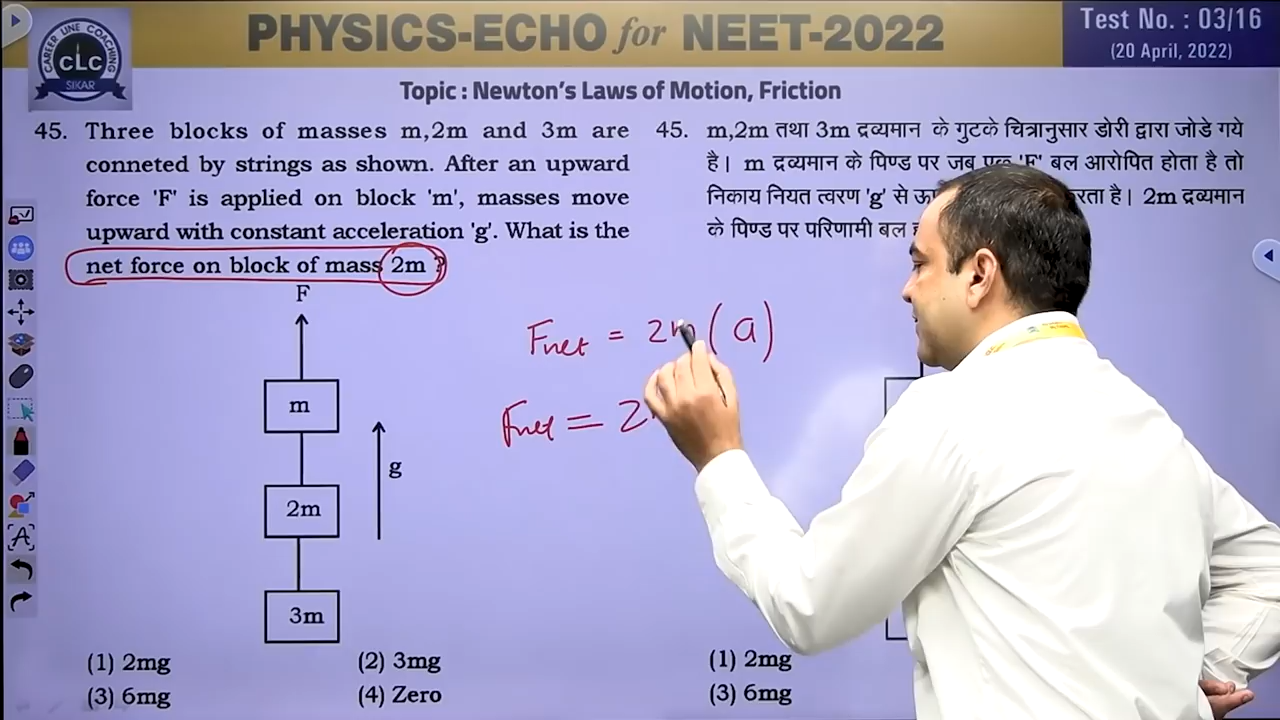 PHYSICS-ECHO for NEET-2022
Test No. : 03/16
(20 April, 2022)
CAREER LINE COACHING
CLC
SIKAR
Topic : Newton's Laws of Motion, Friction
45. Three blocks of masses m,2m and 3m are
conneted by strings as shown. After an upward
force 'F' is applied on block 'm', masses move
upward with constant acceleration 'g'. What is the
net force on block of mass 2m ?
F
m
2m
g
3m
(1) 2mg (2) 3mg
(3) 6mg (4) Zero
Fnet = 2m (a)
Fnet = 2
45. m,2m तथा 3m द्रव्यमान के गुटके चित्रानुसार डोरी द्वारा जोडे गये
है। m द्रव्यमान के पिण्ड पर जब एक 'F' बल आरोपित होता है तो
निकाय नियत त्वरण 'g' से रता है। 2m द्रव्यमान
के पिण्ड पर परिणामी बल
(1) 2mg
(3) 6mg
A